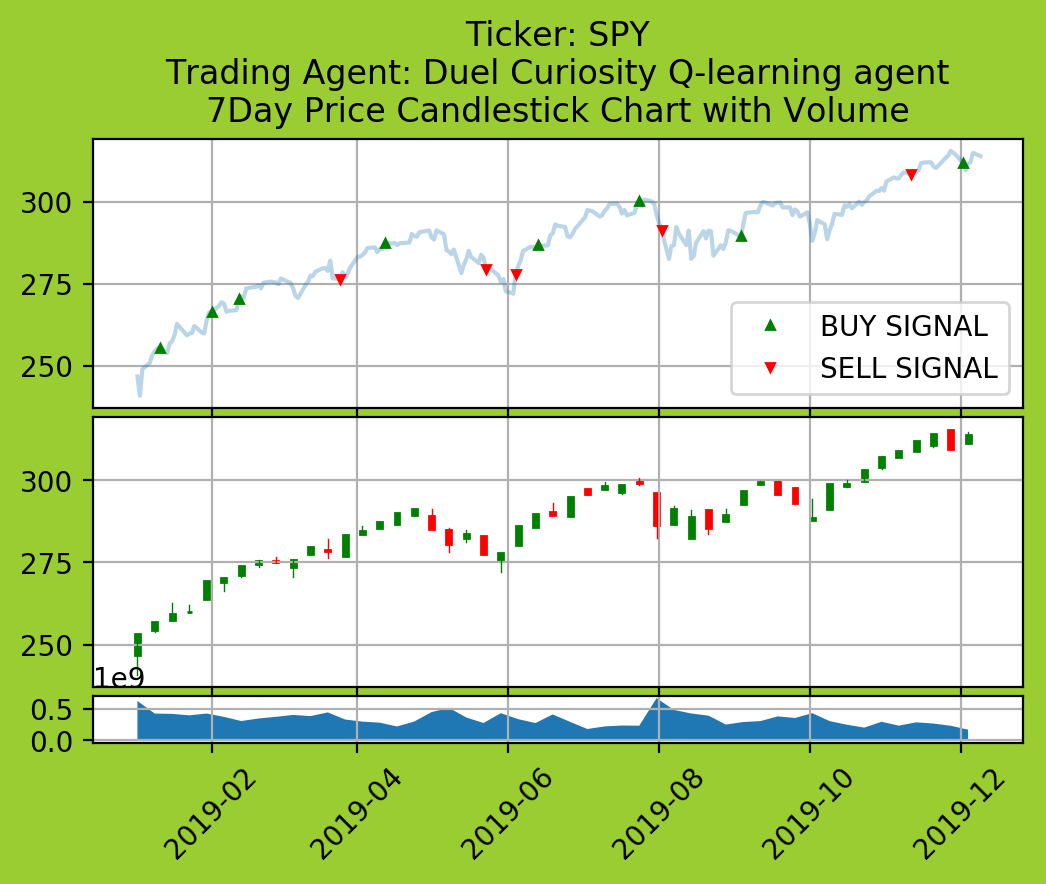 Ticker: SPY
Trading Agent: Duel Curiosity Q-learning agent
7Day Price Candlestick Chart with Volume
300
275
250
BUY SIGNAL
SELL SIGNAL
300
275
250
1e9
0.5
0.0
2019-02
2019-04
2019-06
2019-08
2019-10
2019-12